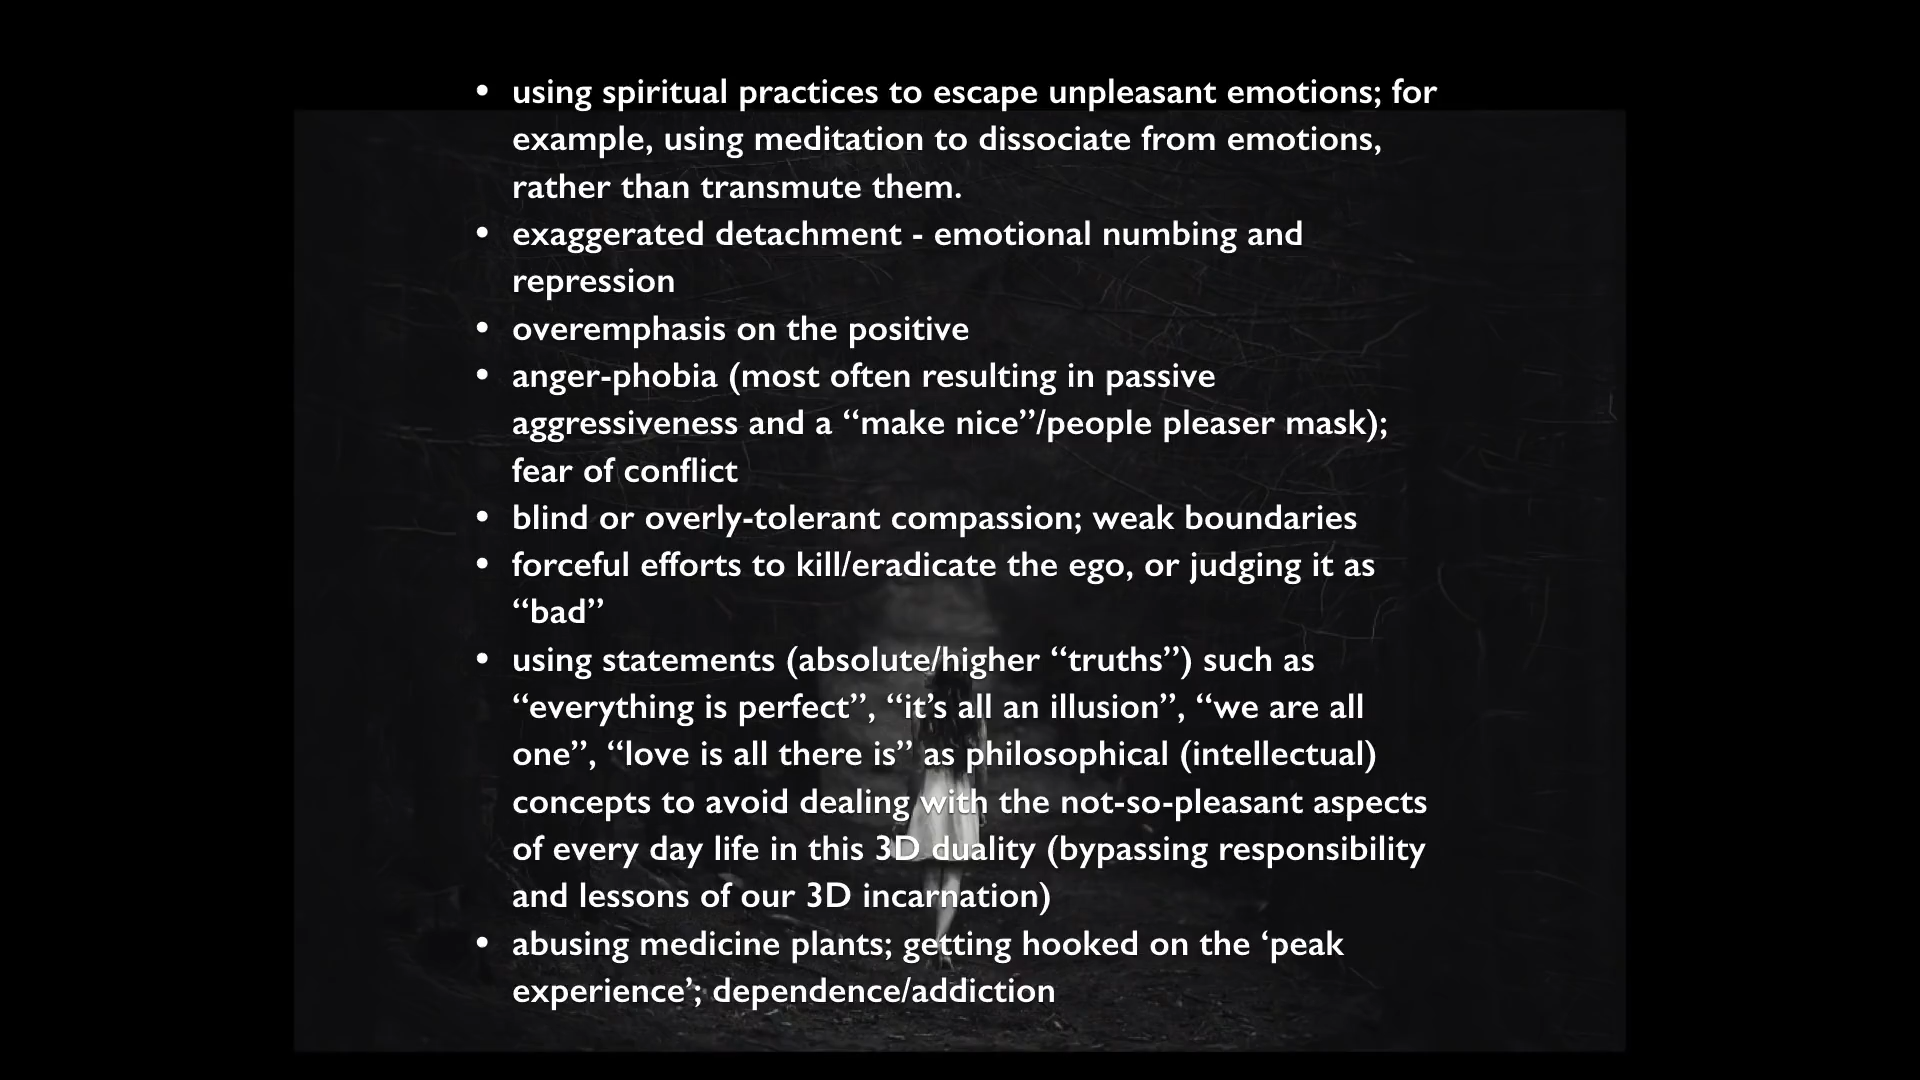 • using spiritual practices to escape unpleasant emotions; for
example, using meditation to dissociate from emotions,
rather than transmute them.
• exaggerated detachment - emotional numbing and
repression
• overemphasis on the positive
• anger-phobia (most often resulting in passive
aggressiveness and a “make nice”/people pleaser mask);
fear of conflict
• blind or overly-tolerant compassion; weak boundaries
• forceful efforts to kill/eradicate the ego, or judging it as
“bad”
• using statements (absolute/higher “truths”) such as
“everything is perfect”, “it’s all an illusion”, “we are all
one”, “love is all there is” as philosophical (intellectual)
concepts to avoid dealing with the not-so-pleasant aspects
of every day life in this 3D duality (bypassing responsibility
and lessons of our 3D incarnation)
• abusing medicine plants; getting hooked on the ‘peak
experience’; dependence/addiction